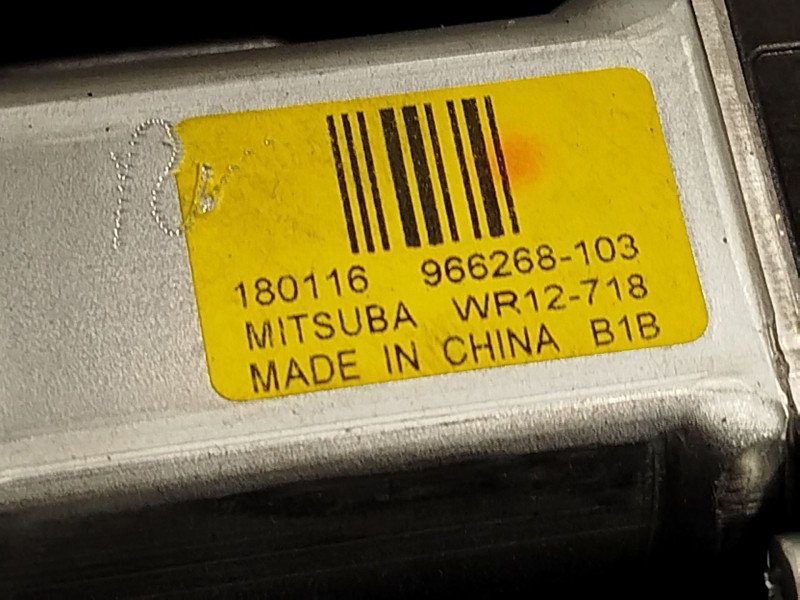 180116 966268-103
MITSUBA WR12-718
MADE IN CHINA B1B